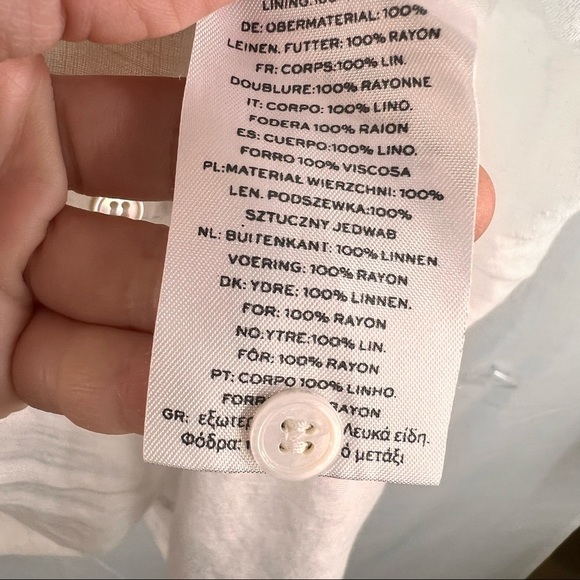 LINING:100%
DE: OBERMATERIAL: 100%
LEINEN. FUTTER: 100% RAYON
FR: CORPS:100% LIN.
DOUBLURE:100% RAYONNE
IT: CORPO: 100% LINO.
FODERA 100% RAION
ES: CUERPO:100% LINO.
FORRO 100% VISCOSA
PL:MATERIAŁ WIERZCHNI: 100%
LEN. PODSZEWKA:100%
SZTUCZNY JEDWAB
NL: BUITENKANT: 100% LINNEN
VOERING: 100% RAYON
DK: YDRE: 100% LINNEN.
FOR: 100% RAYON
NO:YTRE:100% LIN.
FÔR: 100% RAYON
PT: CORPO 100% LINHO.
RAYON
GR: Λευκά είδη.
Φόδρα: μετάξι